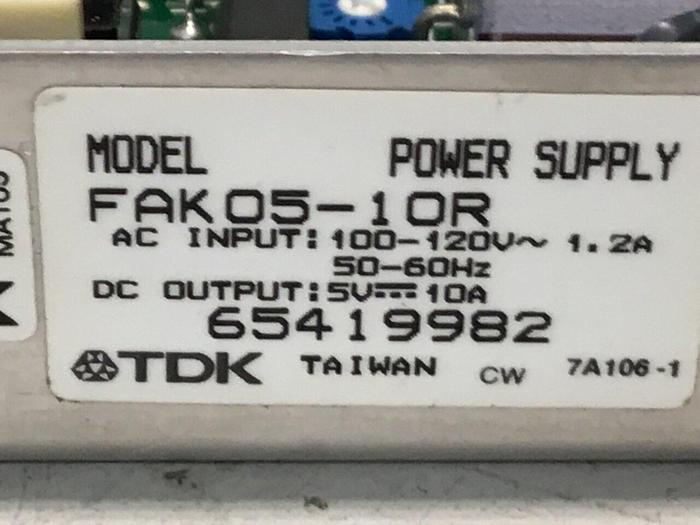 MODEL POWER SUPPLY
FAK05-10R
AC INPUT: 100-120V~ 1.2A
50-60Hz
DC OUTPUT: 5V⎓10A
65419982
TDK TAIWAN CW 7A106-1